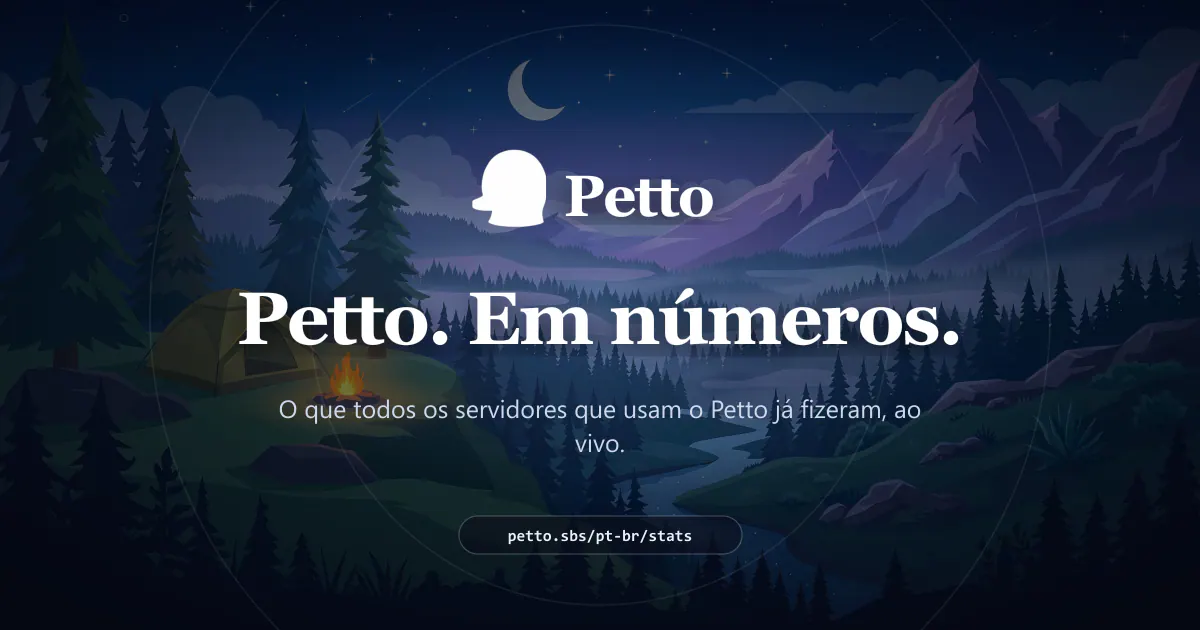 Petto
Petto. Em números.
O que todos os servidores que usam o Petto já fizeram, ao
vivo.
petto.sbs/pt-br/stats